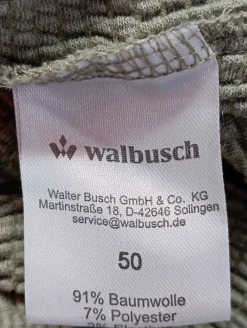 walbusch
Walter Busch GmbH & Co. KG
Martinstraße 18, D-42646 Solingen
service@walbusch.de
50
91% Baumwolle
7% Polyester